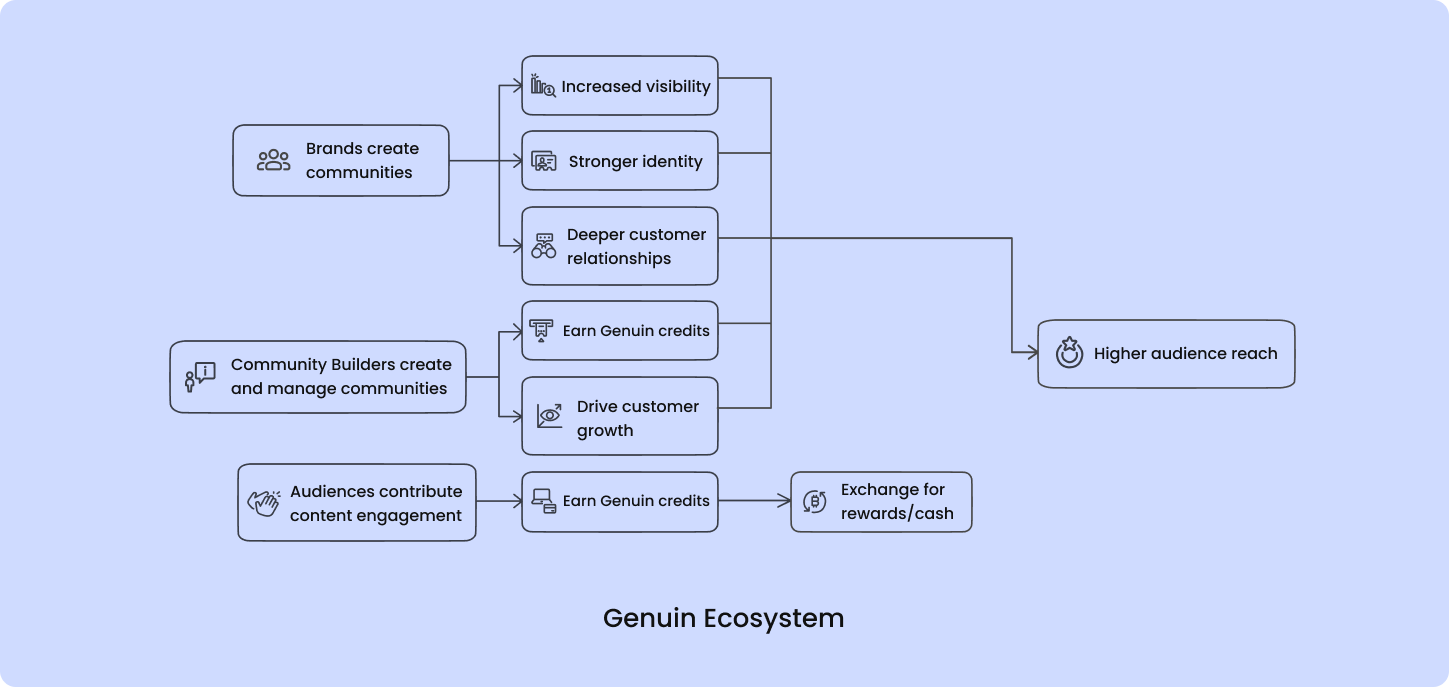 Increased visibility
Brands create
communities
Stronger identity
Deeper customer
relationships
Earn Genuin credits
Community Builders create
and manage communities
Higher audience reach
Drive customer
growth
Audiences contribute
content engagement
Earn Genuin credits
Exchange for
rewards/cash
Genuin Ecosystem